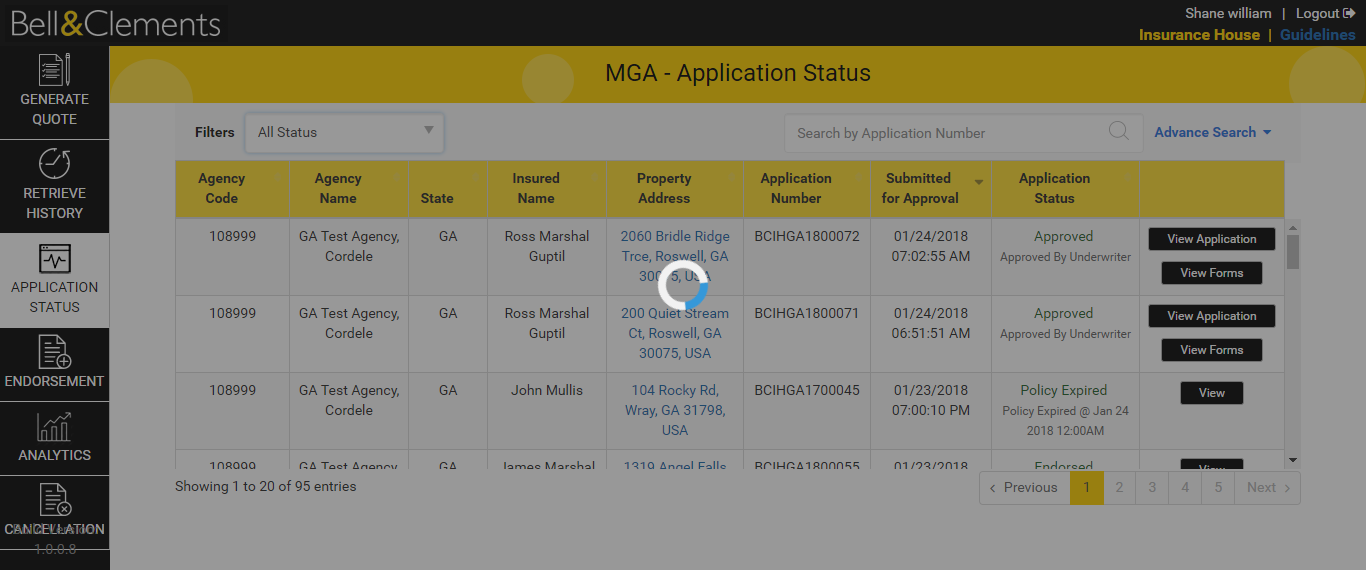 Bell&Clements
Shane william | Logout
Insurance House | Guidelines
GENERATE
QUOTE
RETRIEVE
HISTORY
APPLICATION
STATUS
ENDORSEMENT
ANALYTICS
CANCELLATION
Build Version
1.0.0.8
MGA - Application Status
Filters All Status Search by Application Number Advance Search
Agency Code Agency Name State Insured Name Property Address Application Number Submitted for Approval Application Status
108999 GA Test Agency, GA Ross Marshal 2060 Bridle Ridge BCIHGA1800072 01/24/2018 Approved View Application
Cordele Guptil Trce, Roswell, GA 07:02:55 AM Approved By Underwriter
30075, USA View Forms
108999 GA Test Agency, GA Ross Marshal 200 Quiet Stream BCIHGA1800071 01/24/2018 Approved View Application
Cordele Guptil Ct, Roswell, GA 06:51:51 AM Approved By Underwriter
30075, USA View Forms
108999 GA Test Agency, GA John Mullis 104 Rocky Rd, BCIHGA1700045 01/23/2018 Policy Expired View
Cordele Wray, GA 31798, 07:00:10 PM Policy Expired @ Jan 24
USA 2018 12:00AM
108999 GA Test Agency, GA James Marshal 1319 Angel Falls BCIHGA1800055 01/23/2018 Endorsed View
Showing 1 to 20 of 95 entries
Previous 1 2 3 4 5 Next